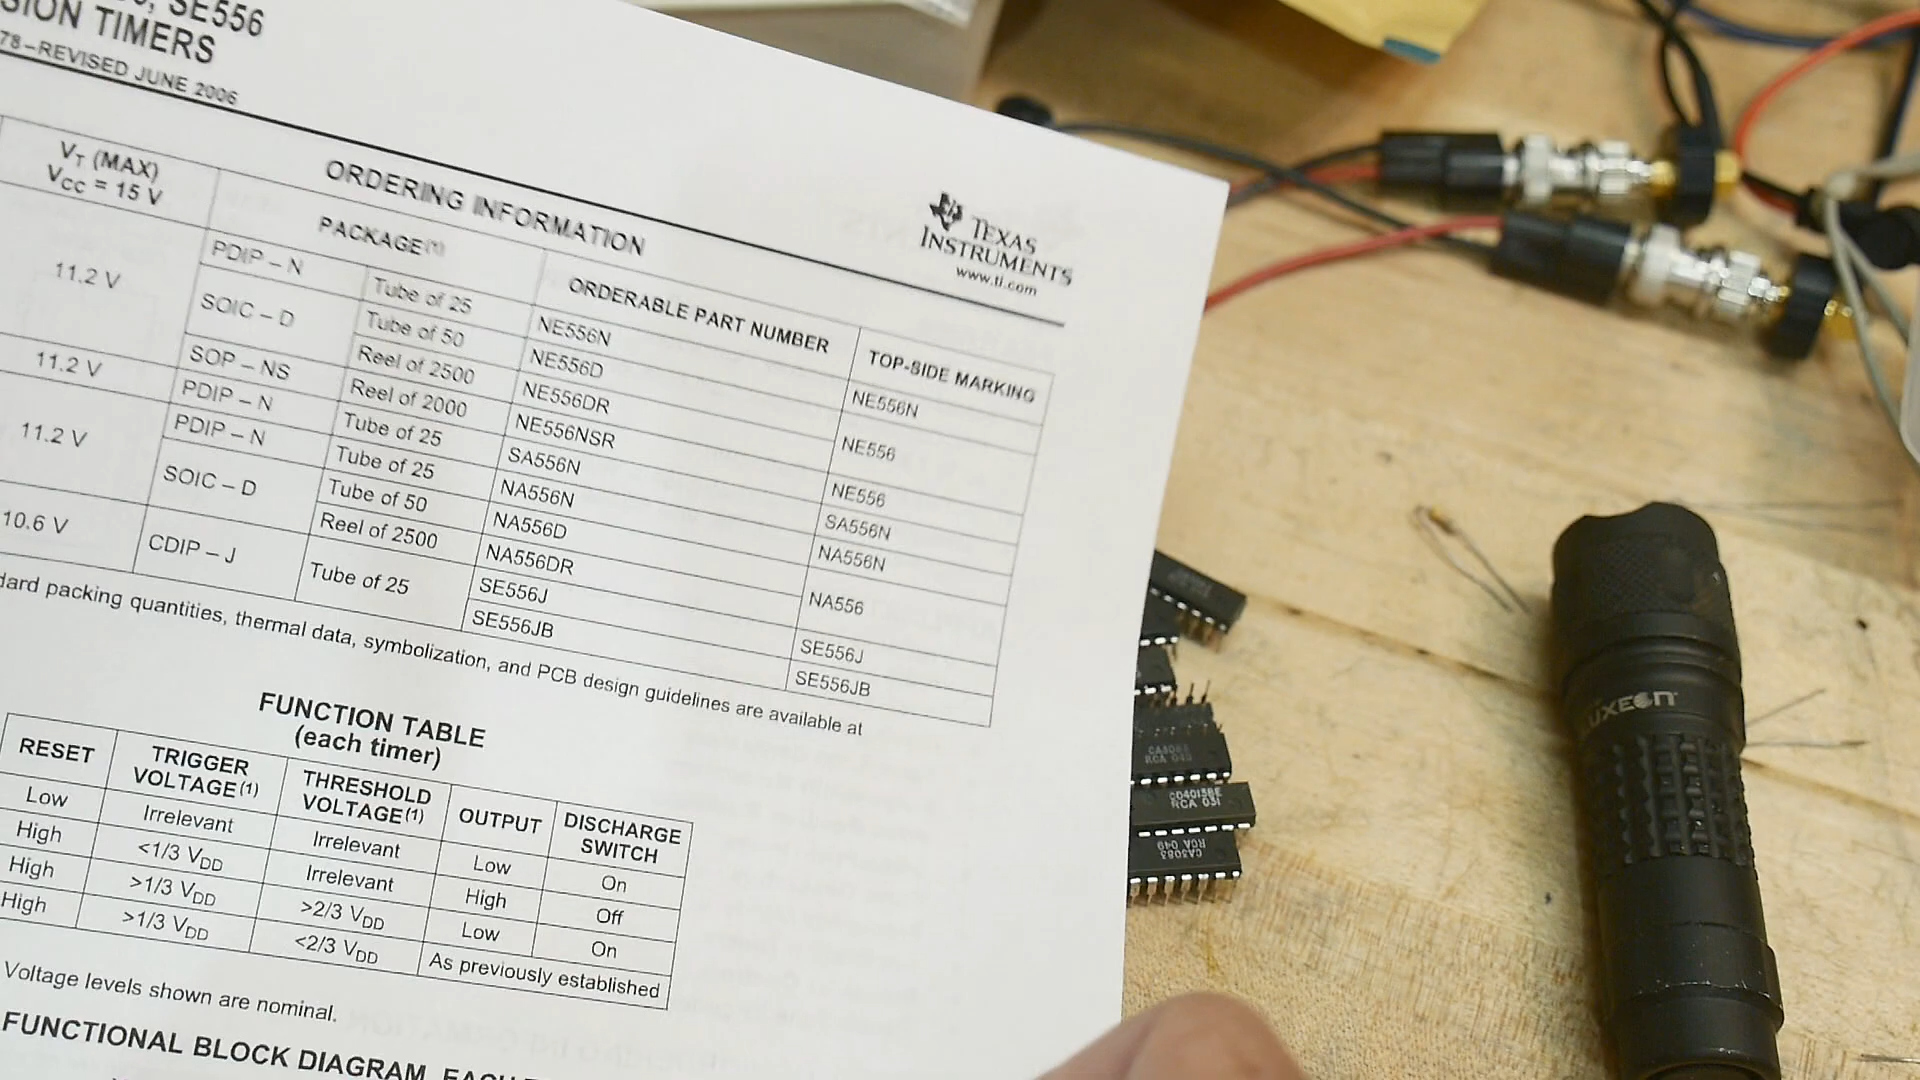 SE556
SION TIMERS
78–REVISED JUNE 2006
TEXAS
INSTRUMENTS
www.ti.com
ORDERING INFORMATION
VT (MAX)
VCC = 15 V
PACKAGE(1)
ORDERABLE PART NUMBER
TOP-SIDE MARKING
11.2 V
PDIP – N
Tube of 25
NE556N
NE556N
SOIC – D
Tube of 50
NE556D
NE556
Reel of 2500
NE556DR
SOP – NS
Reel of 2000
NE556NSR
NE556
11.2 V
PDIP – N
Tube of 25
SA556N
SA556N
11.2 V
PDIP – N
Tube of 25
NA556N
NA556N
SOIC – D
Tube of 50
NA556D
NA556
Reel of 2500
NA556DR
10.6 V
CDIP – J
Tube of 25
SE556J
SE556J
SE556JB
SE556JB
dard packing quantities, thermal data, symbolization, and PCB design guidelines are available at
FUNCTION TABLE
(each timer)
RESET
TRIGGER
VOLTAGE(1)
THRESHOLD
VOLTAGE(1)
OUTPUT
DISCHARGE
SWITCH
Low Irrelevant Irrelevant Low On
High <1/3 VDD Irrelevant High Off
High >1/3 VDD >2/3 VDD Low On
High >1/3 VDD <2/3 VDD As previously established
Voltage levels shown are nominal.
FUNCTIONAL BLOCK DIAGRAM, EACH
UXEON
RCA 049
CD4013BE
RCA 031
CA3083
RCA 049